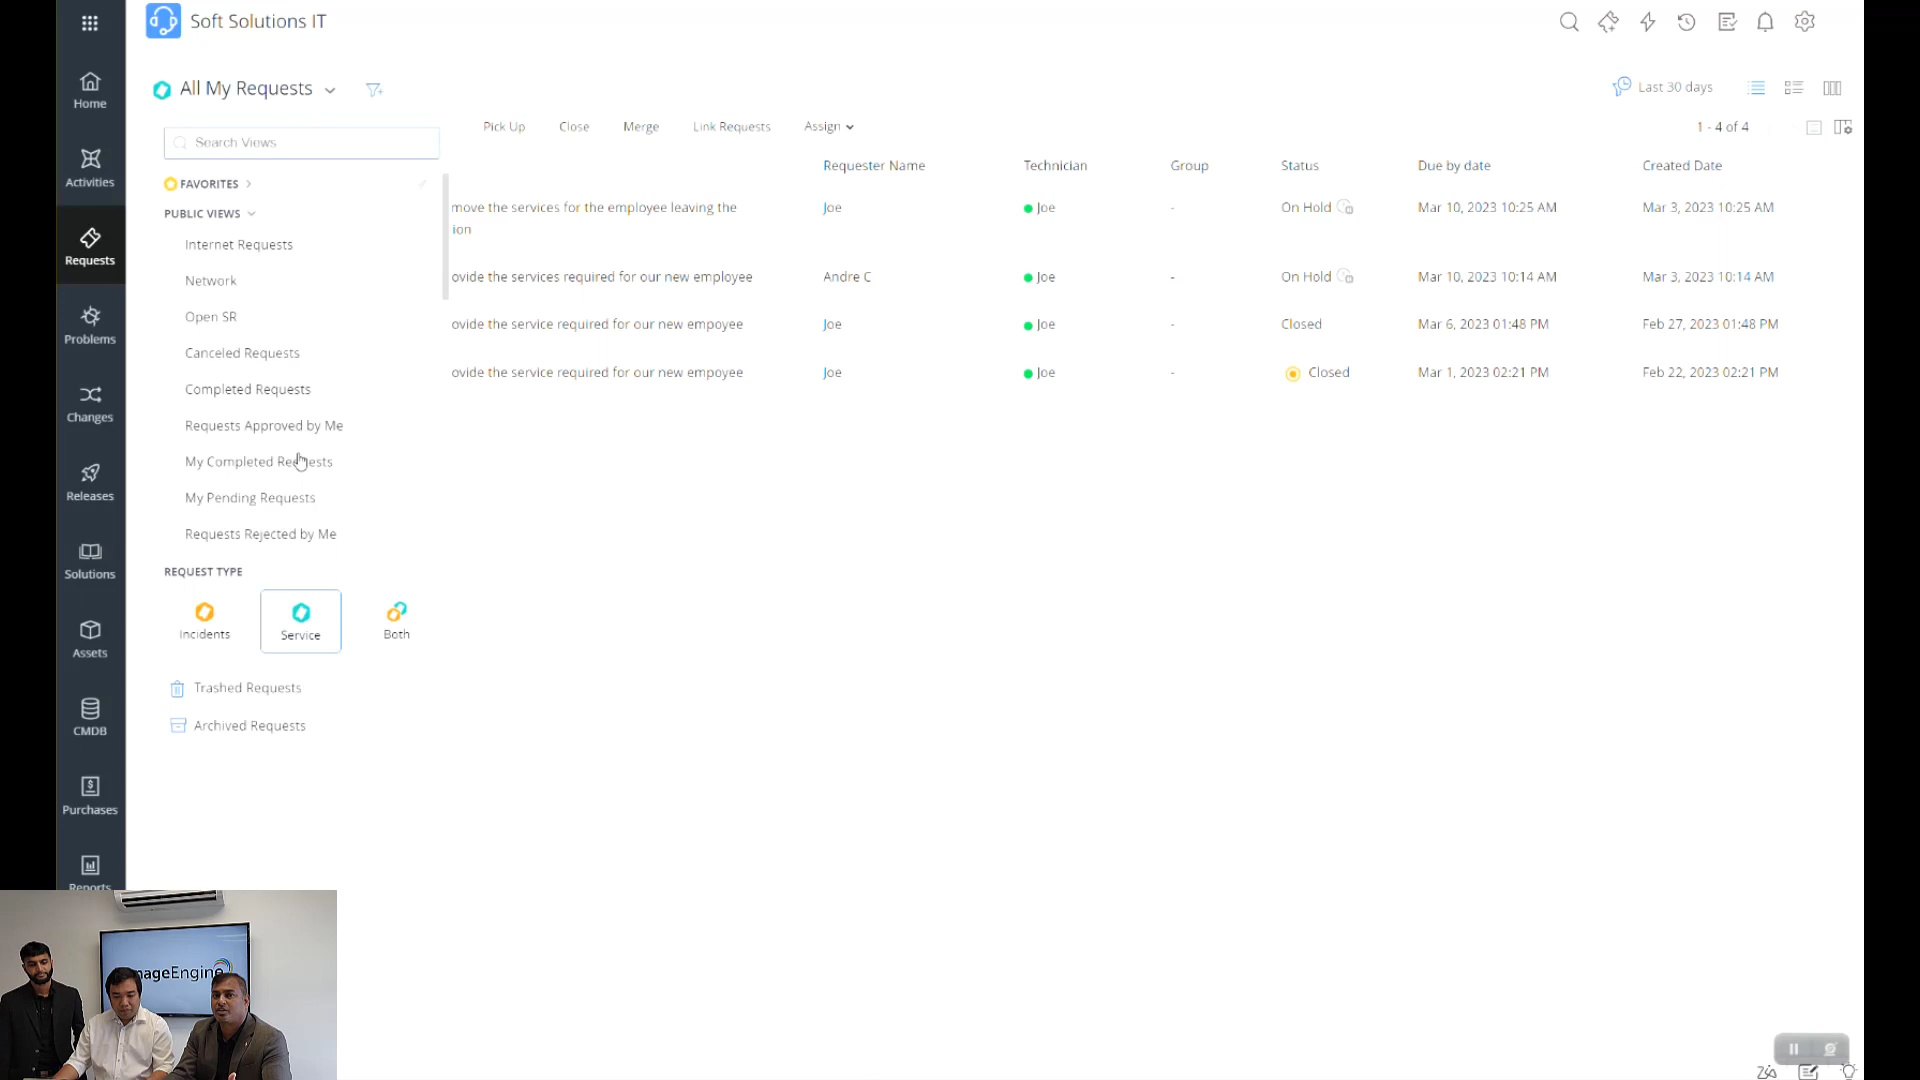 Soft Solutions IT
Home
Activities
Requests
Problems
Changes
Releases
Solutions
Assets
CMDB
Purchases
Reports
All My Requests
Last 30 days
Search Views
Pick Up Close Merge Link Requests Assign
1 - 4 of 4
FAVORITES
PUBLIC VIEWS
Internet Requests
Network
Open SR
Canceled Requests
Completed Requests
Requests Approved by Me
My Completed Requests
My Pending Requests
Requests Rejected by Me
REQUEST TYPE
Incidents Service Both
Trashed Requests
Archived Requests
Requester Name Technician Group Status Due by date Created Date
move the services for the employee leaving the Joe Joe - On Hold Mar 10, 2023 10:25 AM Mar 3, 2023 10:25 AM
ion
ovide the services required for our new employee Andre C Joe - On Hold Mar 10, 2023 10:14 AM Mar 3, 2023 10:14 AM
ovide the service required for our new empoyee Joe Joe - Closed Mar 6, 2023 01:48 PM Feb 27, 2023 01:48 PM
ovide the service required for our new empoyee Joe Joe - Closed Mar 1, 2023 02:21 PM Feb 22, 2023 02:21 PM
nageEngine